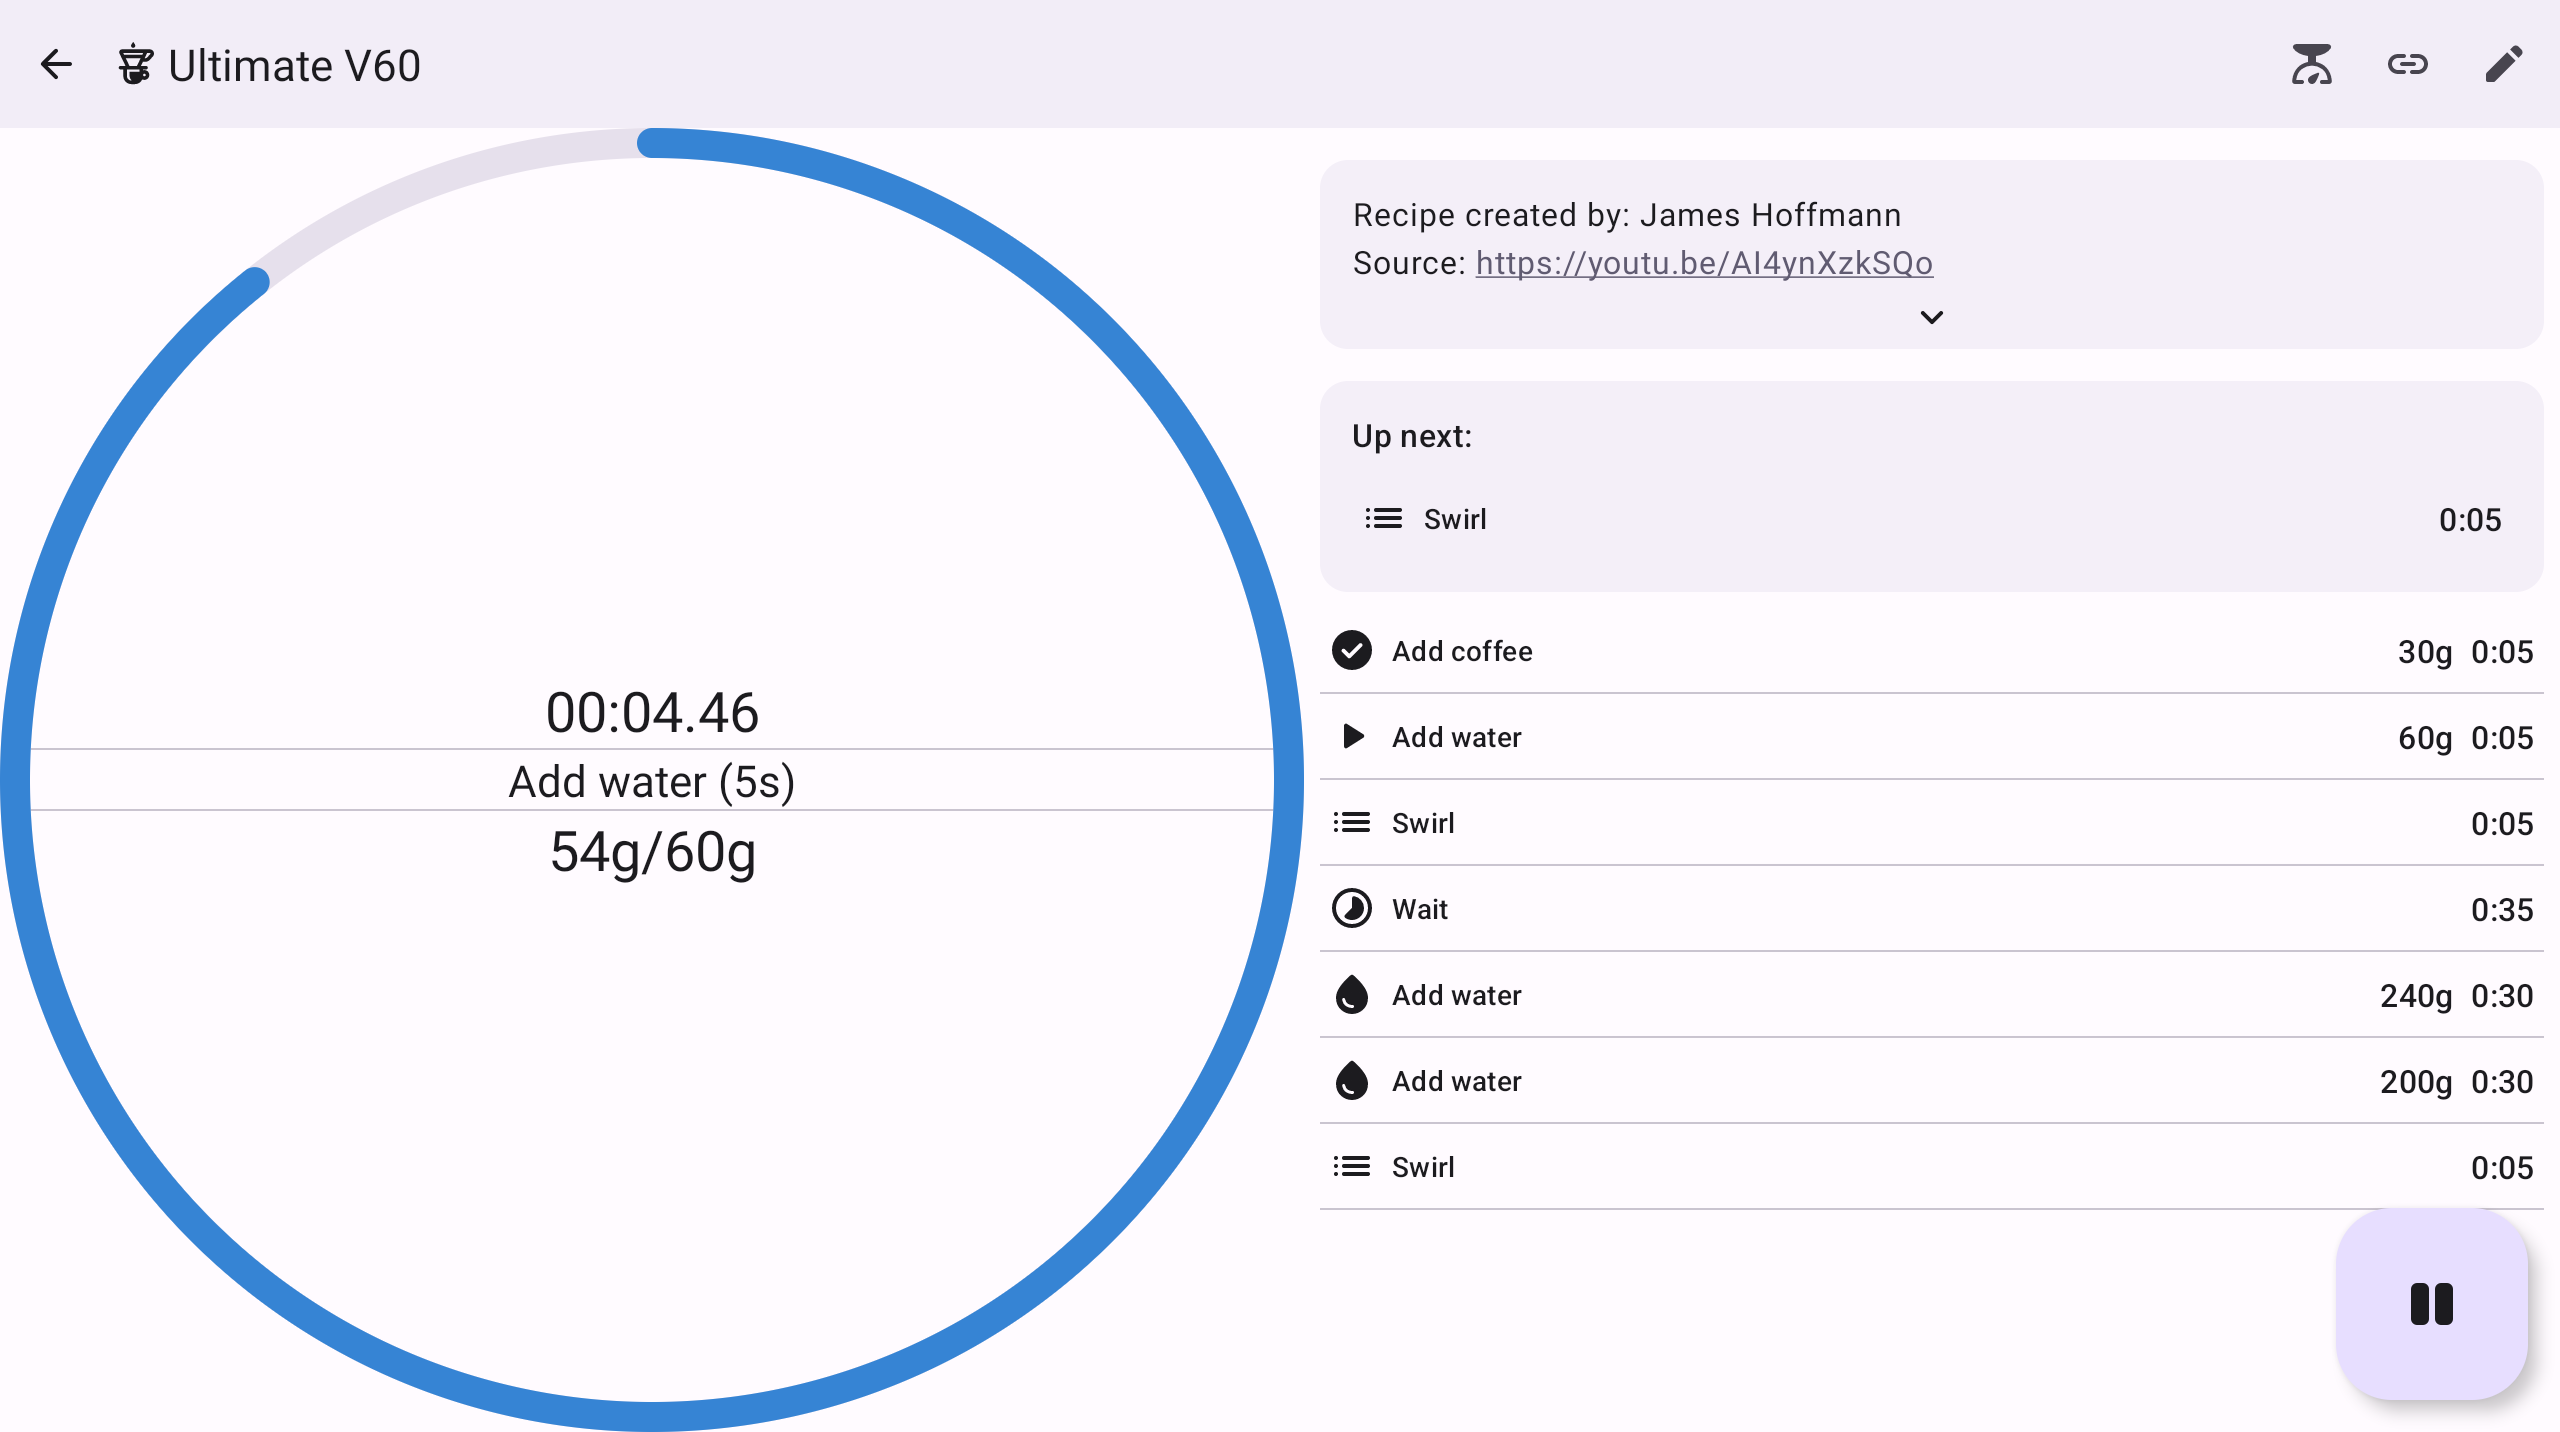 Ultimate V60
00:04.46
Add water (5s)
54g/60g
Recipe created by: James Hoffmann
Source: https://youtu.be/AI4ynXzkSQo
Up next:
Swirl 0:05
Add coffee 30g 0:05
Add water 60g 0:05
Swirl 0:05
Wait 0:35
Add water 240g 0:30
Add water 200g 0:30
Swirl 0:05